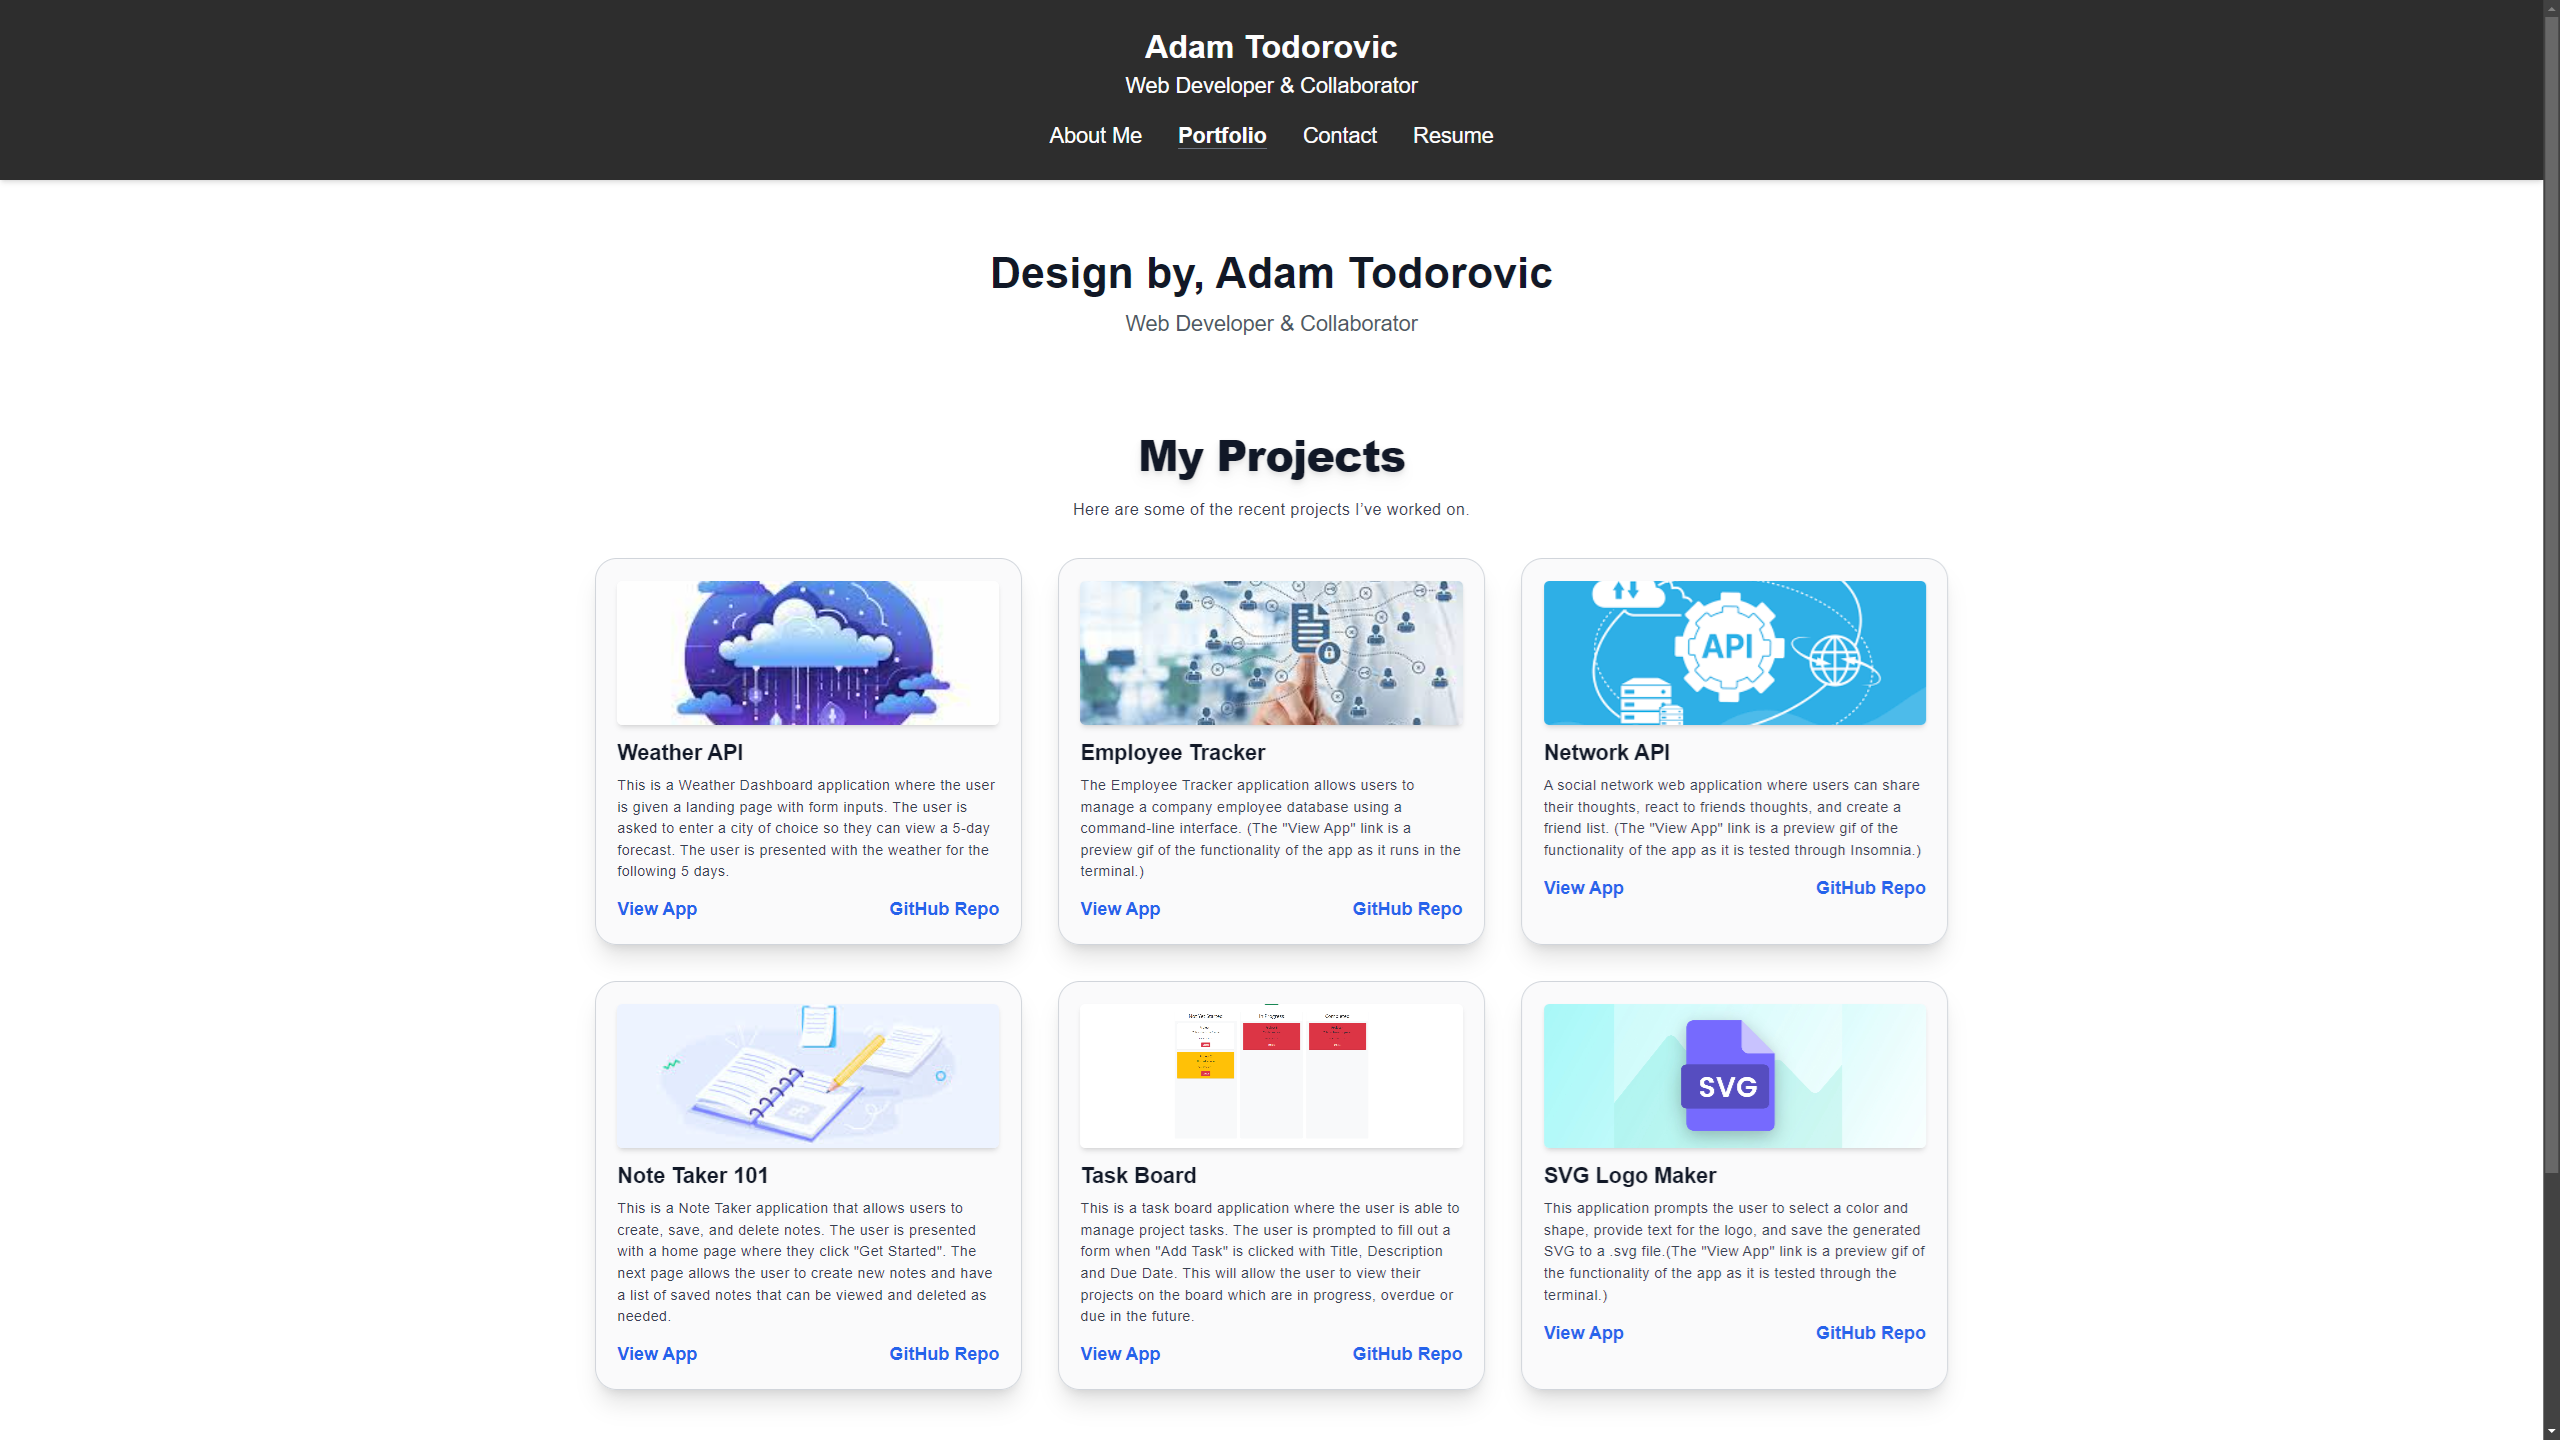 Adam Todorovic
Web Developer & Collaborator
About Me Portfolio Contact Resume
Design by, Adam Todorovic
Web Developer & Collaborator
My Projects
Here are some of the recent projects I’ve worked on.
API
Weather API
This is a Weather Dashboard application where the user
is given a landing page with form inputs. The user is
asked to enter a city of choice so they can view a 5-day
forecast. The user is presented with the weather for the
following 5 days.
View App GitHub Repo
Employee Tracker
The Employee Tracker application allows users to
manage a company employee database using a
command-line interface. (The "View App" link is a
preview gif of the functionality of the app as it runs in the
terminal.)
View App GitHub Repo
Network API
A social network web application where users can share
their thoughts, react to friends thoughts, and create a
friend list. (The "View App" link is a preview gif of the
functionality of the app as it is tested through Insomnia.)
View App GitHub Repo
Note Taker 101
This is a Note Taker application that allows users to
create, save, and delete notes. The user is presented
with a home page where they click "Get Started". The
next page allows the user to create new notes and have
a list of saved notes that can be viewed and deleted as
needed.
View App GitHub Repo
Not Yet Started In Progress Completed
Task Board
This is a task board application where the user is able to
manage project tasks. The user is prompted to fill out a
form when "Add Task" is clicked with Title, Description
and Due Date. This will allow the user to view their
projects on the board which are in progress, overdue or
due in the future.
View App GitHub Repo
SVG
SVG Logo Maker
This application prompts the user to select a color and
shape, provide text for the logo, and save the generated
SVG to a .svg file.(The "View App" link is a preview gif of
the functionality of the app as it is tested through the
terminal.)
View App GitHub Repo